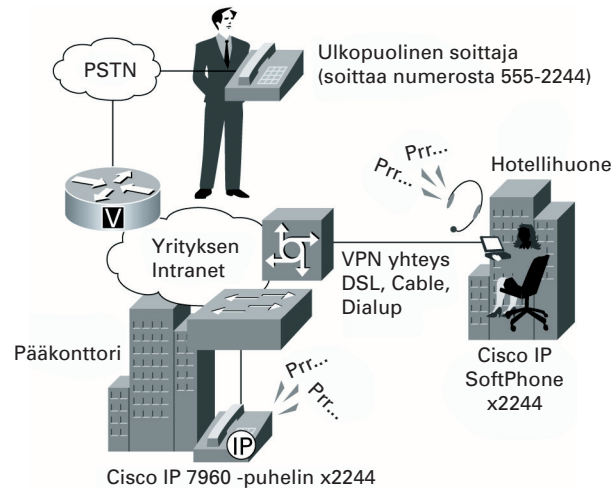 PSTN
Ulkopuolinen soittaja
(soittaa numerosta 555-2244)
Prr...
Prr...
Hotellihuone
V
Yrityksen
Intranet
VPN yhteys
DSL, Cable,
Dialup
Pääkonttori
Prr...
Prr...
Cisco IP
SoftPhone
x2244
IP
Cisco IP 7960 -puhelin x2244